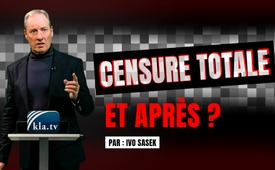 CENSURE TOTALE
ET APRÈS ?
PAR : IVO SASEK
kla.tv